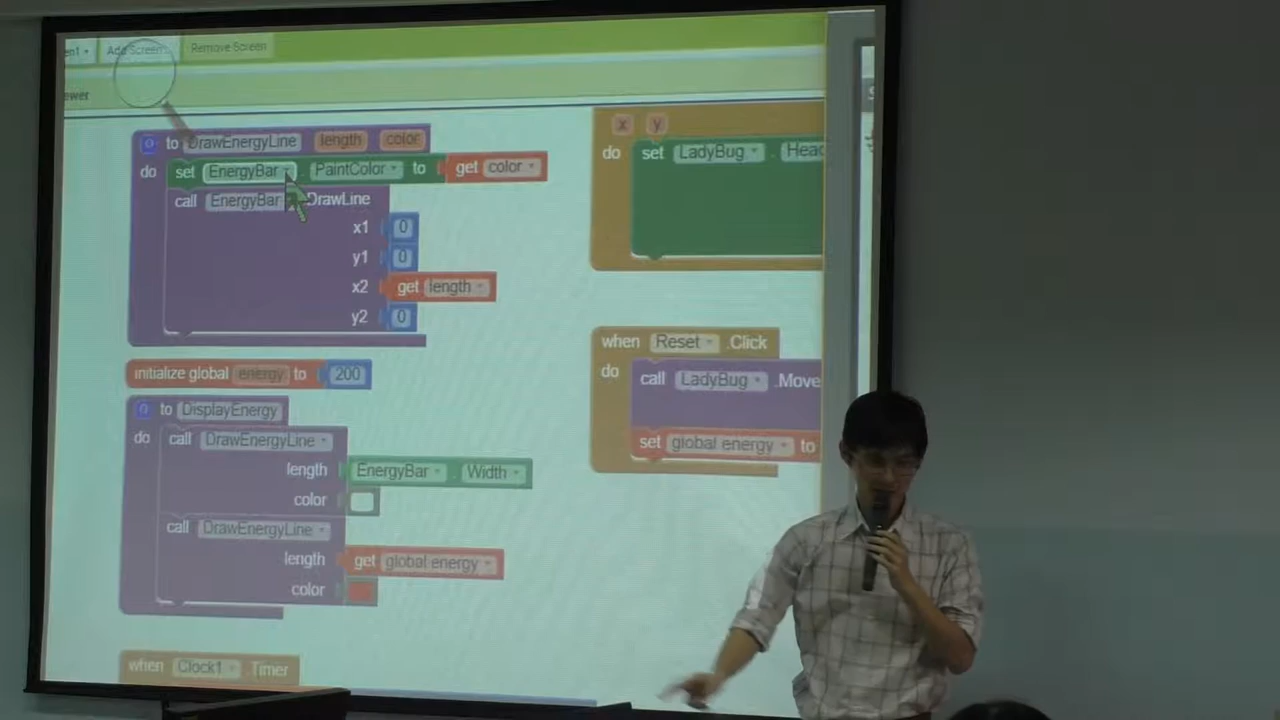 Add Screen Remove Screen
to DrawEnergyLine length color
do set EnergyBar . PaintColor to get color
call EnergyBar .DrawLine
x1 0
y1 0
x2 get length
y2 0
initialize global energy to 200
to DisplayEnergy
do call DrawEnergyLine
length EnergyBar . Width
color
call DrawEnergyLine
length get global energy
color
when Clock1 .Timer
x y
do set LadyBug . Head
when Reset .Click
do call LadyBug .Move
set global energy to